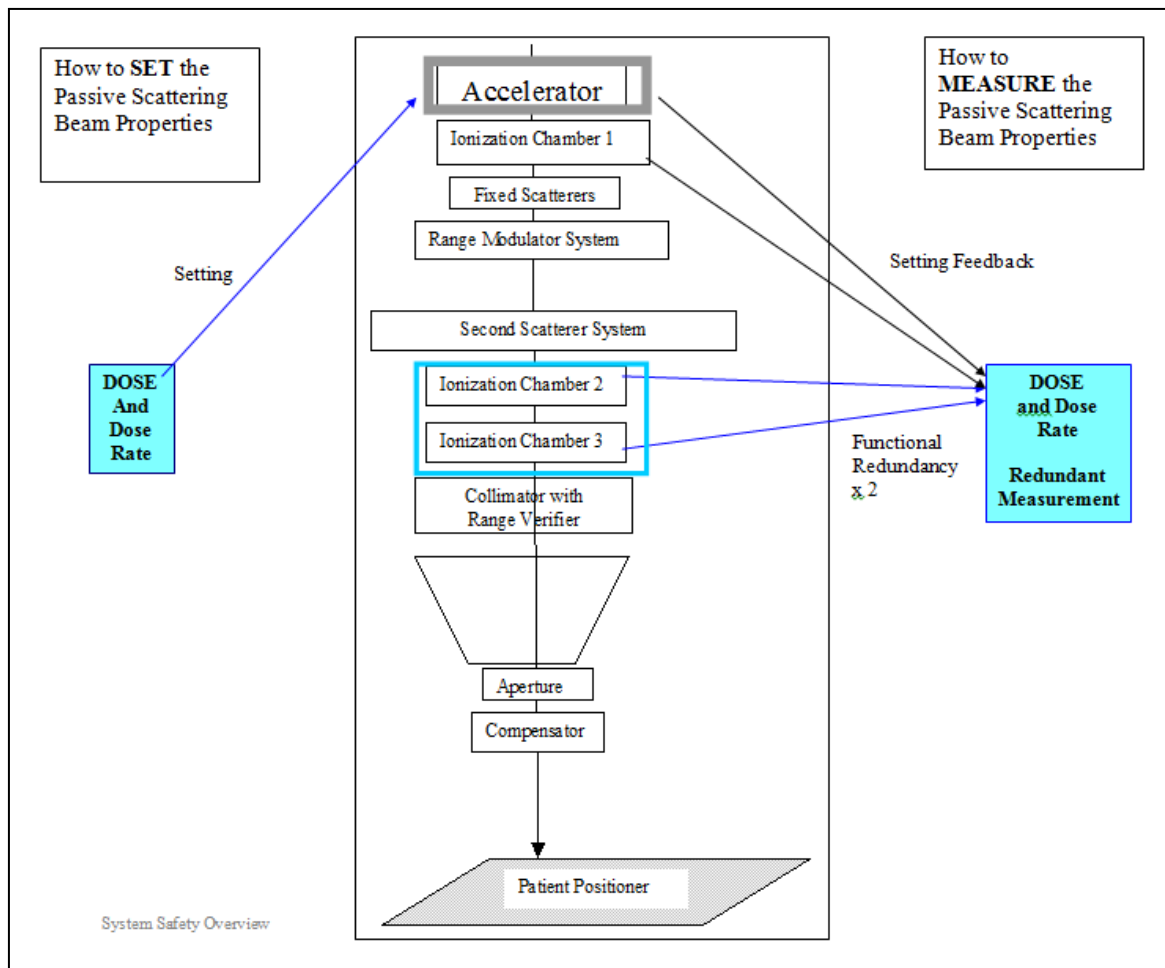 How to SET the
Passive Scattering
Beam Properties
Accelerator
Ionization Chamber 1
Fixed Scatterers
Range Modulator System
Second Scatterer System
Ionization Chamber 2
Ionization Chamber 3
Collimator with
Range Verifier
Aperture
Compensator
Patient Positioner
How to
MEASURE the
Passive Scattering
Beam Properties
Setting
Setting Feedback
DOSE
And
Dose
Rate
DOSE
and Dose
Rate
Redundant
Measurement
Functional
Redundancy
x 2
System Safety Overview